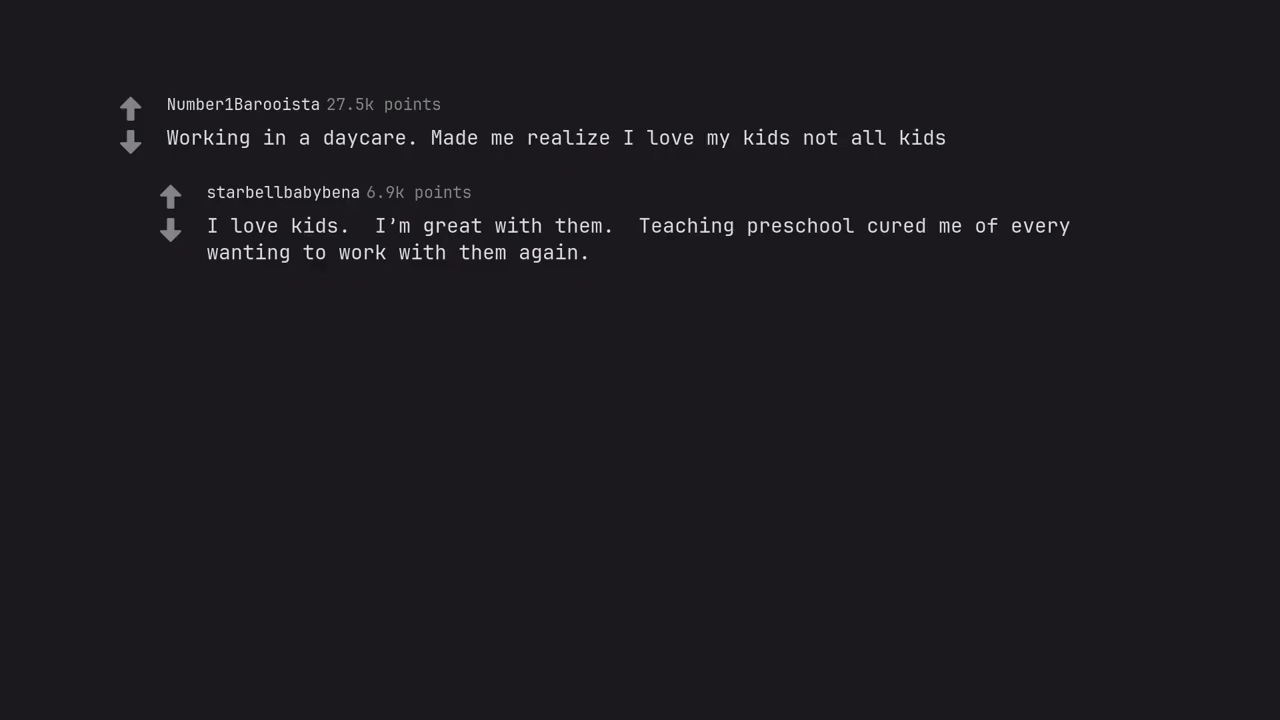 Number1Barooista 27.5k points
Working in a daycare. Made me realize I love my kids not all kids
starbellbabybena 6.9k points
I love kids.  I’m great with them.  Teaching preschool cured me of every
wanting to work with them again.